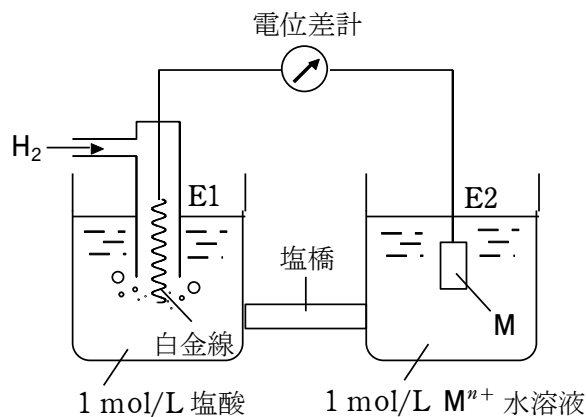 電位差計
H₂
E1
E2
塩橋
M
白金線
1 mol/L 塩酸
1 mol/L Mⁿ⁺ 水溶液